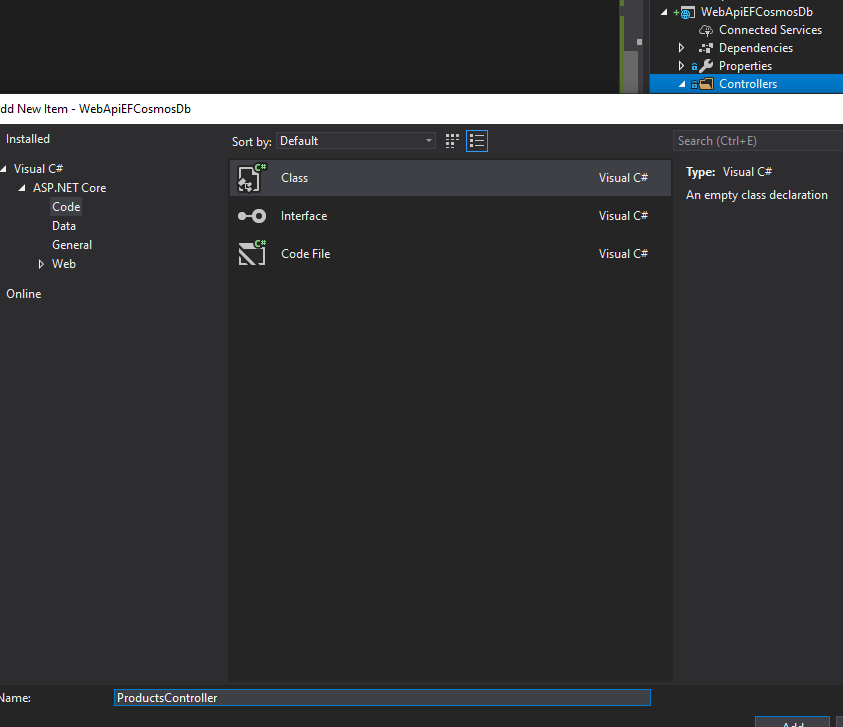 WebApiEFCosmosDb
Connected Services
Dependencies
Properties
Controllers
dd New Item - WebApiEFCosmosDb
Installed
Sort by: Default
Search (Ctrl+E)
Visual C#
ASP.NET Core
Code
Data
General
Web
Online
C# Class Visual C#
Interface Visual C#
C# Code File Visual C#
Type: Visual C#
An empty class declaration
Name: ProductsController
Add